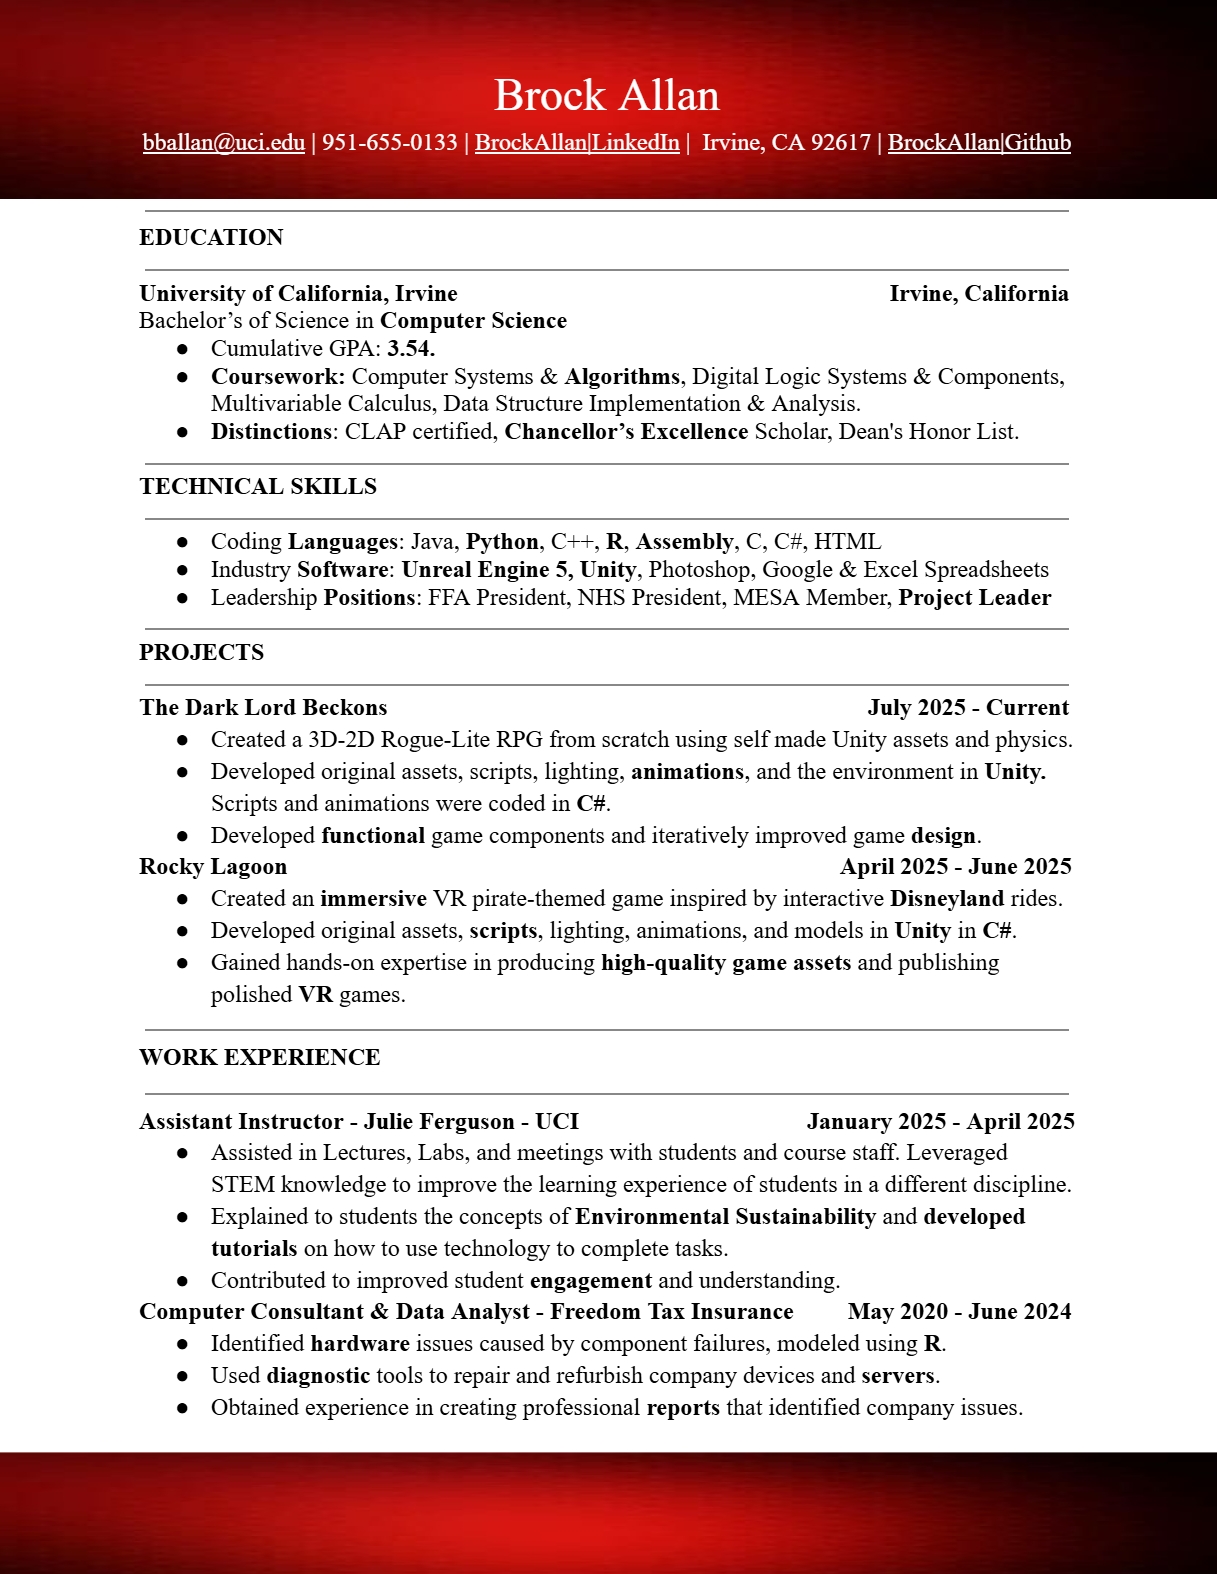 Brock Allan
bballan@uci.edu | 951-655-0133 | BrockAllan|LinkedIn | Irvine, CA 92617 | BrockAllan|Github
EDUCATION
University of California, Irvine Irvine, California
Bachelor’s of Science in Computer Science
● Cumulative GPA: 3.54.
● Coursework: Computer Systems & Algorithms, Digital Logic Systems & Components,
Multivariable Calculus, Data Structure Implementation & Analysis.
● Distinctions: CLAP certified, Chancellor’s Excellence Scholar, Dean's Honor List.
TECHNICAL SKILLS
● Coding Languages: Java, Python, C++, R, Assembly, C, C#, HTML
● Industry Software: Unreal Engine 5, Unity, Photoshop, Google & Excel Spreadsheets
● Leadership Positions: FFA President, NHS President, MESA Member, Project Leader
PROJECTS
The Dark Lord Beckons July 2025 - Current
● Created a 3D-2D Rogue-Lite RPG from scratch using self made Unity assets and physics.
● Developed original assets, scripts, lighting, animations, and the environment in Unity.
Scripts and animations were coded in C#.
● Developed functional game components and iteratively improved game design.
Rocky Lagoon April 2025 - June 2025
● Created an immersive VR pirate-themed game inspired by interactive Disneyland rides.
● Developed original assets, scripts, lighting, animations, and models in Unity in C#.
● Gained hands-on expertise in producing high-quality game assets and publishing
polished VR games.
WORK EXPERIENCE
Assistant Instructor - Julie Ferguson - UCI January 2025 - April 2025
● Assisted in Lectures, Labs, and meetings with students and course staff. Leveraged
STEM knowledge to improve the learning experience of students in a different discipline.
● Explained to students the concepts of Environmental Sustainability and developed
tutorials on how to use technology to complete tasks.
● Contributed to improved student engagement and understanding.
Computer Consultant & Data Analyst - Freedom Tax Insurance May 2020 - June 2024
● Identified hardware issues caused by component failures, modeled using R.
● Used diagnostic tools to repair and refurbish company devices and servers.
● Obtained experience in creating professional reports that identified company issues.